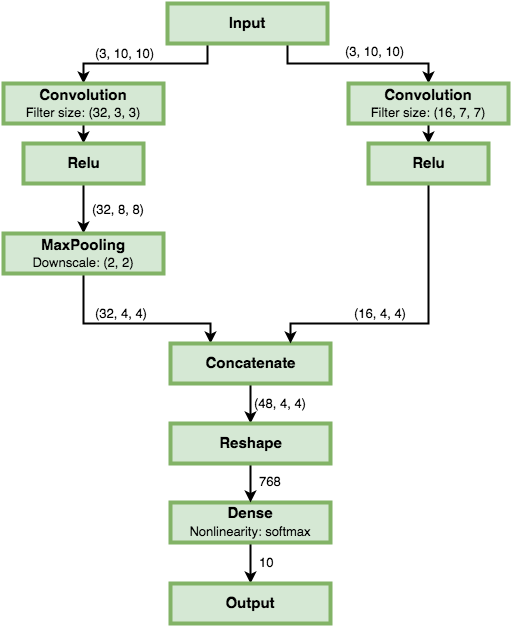 Input
(3, 10, 10)
(3, 10, 10)
Convolution
Filter size: (32, 3, 3)
Convolution
Filter size: (16, 7, 7)
Relu
Relu
(32, 8, 8)
MaxPooling
Downscale: (2, 2)
(32, 4, 4)
(16, 4, 4)
Concatenate
(48, 4, 4)
Reshape
768
Dense
Nonlinearity: softmax
10
Output